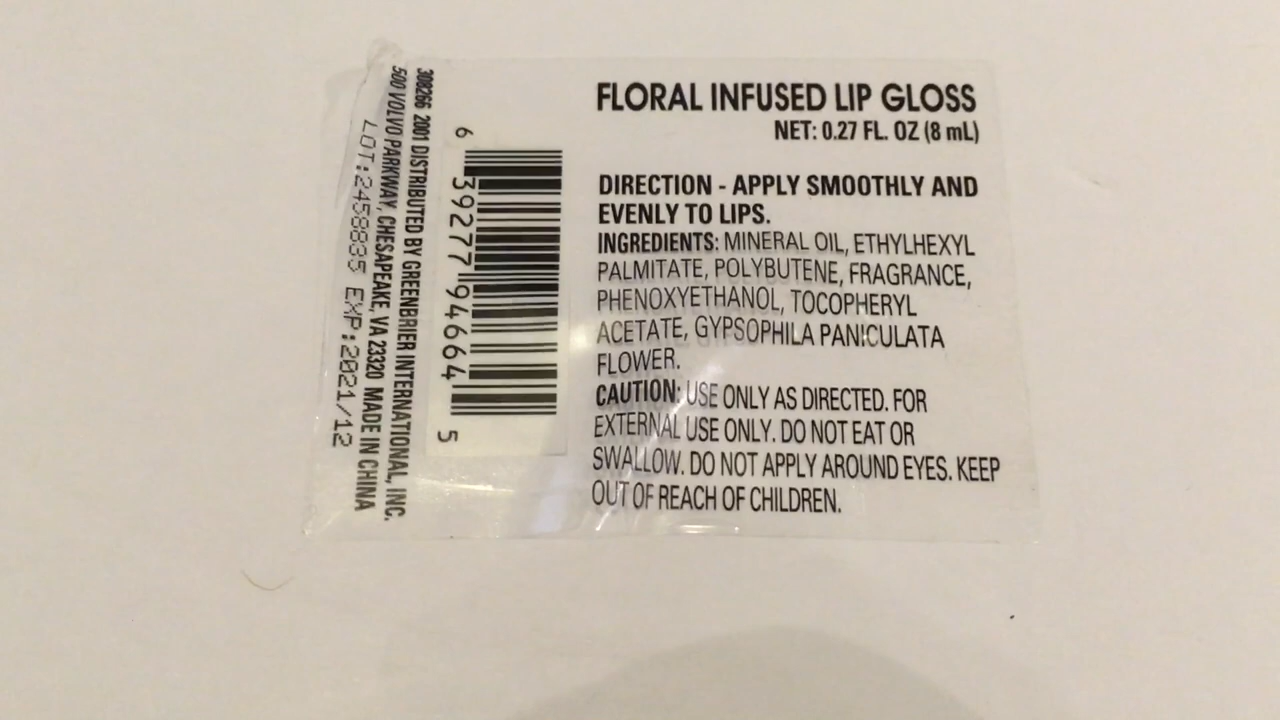 FLORAL INFUSED LIP GLOSS
NET: 0.27 FL. OZ (8 mL)
DIRECTION - APPLY SMOOTHLY AND
EVENLY TO LIPS.
INGREDIENTS: MINERAL OIL, ETHYLHEXYL
PALMITATE, POLYBUTENE, FRAGRANCE,
PHENOXYETHANOL, TOCOPHERYL
ACETATE, GYPSOPHILA PANICULATA
FLOWER.
CAUTION: USE ONLY AS DIRECTED. FOR
EXTERNAL USE ONLY. DO NOT EAT OR
SWALLOW. DO NOT APPLY AROUND EYES. KEEP
OUT OF REACH OF CHILDREN.
6 39277 94664 5
308266 2001 DISTRIBUTED BY GREENBRIER INTERNATIONAL, INC.
500 VOLVO PARKWAY, CHESAPEAKE, VA 23320 MADE IN CHINA
LOT:2458835 EXP:2021/12